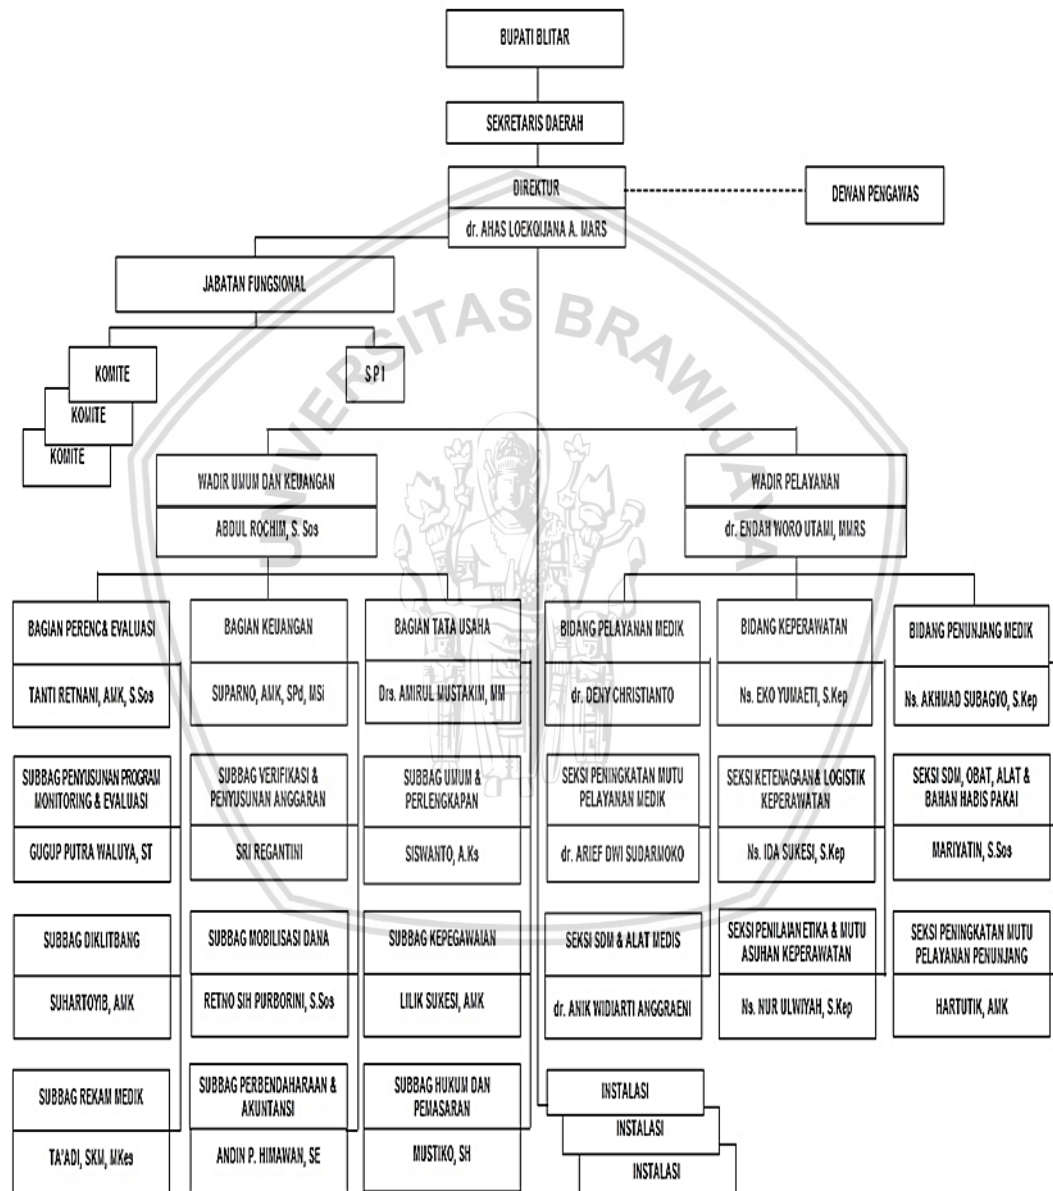 BUPATI BLITAR
SEKRETARIS DAERAH
DIREKTUR
dr. AHAS LOEKQIJANA A. MARS
DEWAN PENGAWAS
JABATAN FUNGSIONAL
KOMITE
KOMITE
KOMITE
S P I
UNIVERSITAS BRAWIJAYA
WADIR UMUM DAN KEUANGAN
ABDUL ROCHIM, S. Sos
WADIR PELAYANAN
dr. ENDAH WORO UTAMI, MMRS
BAGIAN PERENC& EVALUASI
TANTI RETNANI, AMK, S.Sos
BAGIAN KEUANGAN
SUPARNO, AMK, SPd, MSi
BAGIAN TATA USAHA
Drs. AMIRUL MUSTAKIM, MM
BIDANG PELAYANAN MEDIK
dr. DENY CHRISTIANTO
BIDANG KEPERAWATAN
Ns. EKO YUMAETI, S.Kep
BIDANG PENUNJANG MEDIK
Ns. AKHMAD SUBAGYO, S.Kep
SUBBAG PENYUSUNAN PROGRAM
MONITORING & EVALUASI
GUGUP PUTRA WALUYA, ST
SUBBAG VERIFIKASI &
PENYUSUNAN ANGGARAN
SRI REGANTINI
SUBBAG UMUM &
PERLENGKAPAN
SISWANTO, A.Ks
SEKSI PENINGKATAN MUTU
PELAYANAN MEDIK
dr. ARIEF DWI SUDARMOKO
SEKSI KETENAGAAN & LOGISTIK
KEPERAWATAN
Ns. IDA SUKESI, S.Kep
SEKSI SDM, OBAT, ALAT &
BAHAN HABIS PAKAI
MARIYATIN, S.Sos
SUBBAG DIKLITBANG
SUHARTOYIB, AMK
SUBBAG MOBILISASI DANA
RETNO SIH PURBORINI, S.Sos
SUBBAG KEPEGAWAIAN
LILIK SUKESI, AMK
SEKSI SDM & ALAT MEDIS
dr. ANIK WIDIARTI ANGGRAENI
SEKSI PENILAIAN ETIKA & MUTU
ASUHAN KEPERAWATAN
Ns. NUR ULWIYAH, S.Kep
SEKSI PENINGKATAN MUTU
PELAYANAN PENUNJANG
HARTUTIK, AMK
SUBBAG REKAM MEDIK
TA'ADI, SKM, MKes
SUBBAG PERBENDAHARAAN &
AKUNTANSI
ANDIN P. HIMAWAN, SE
SUBBAG HUKUM DAN
PEMASARAN
MUSTIKO, SH
INSTALASI
INSTALASI
INSTALASI